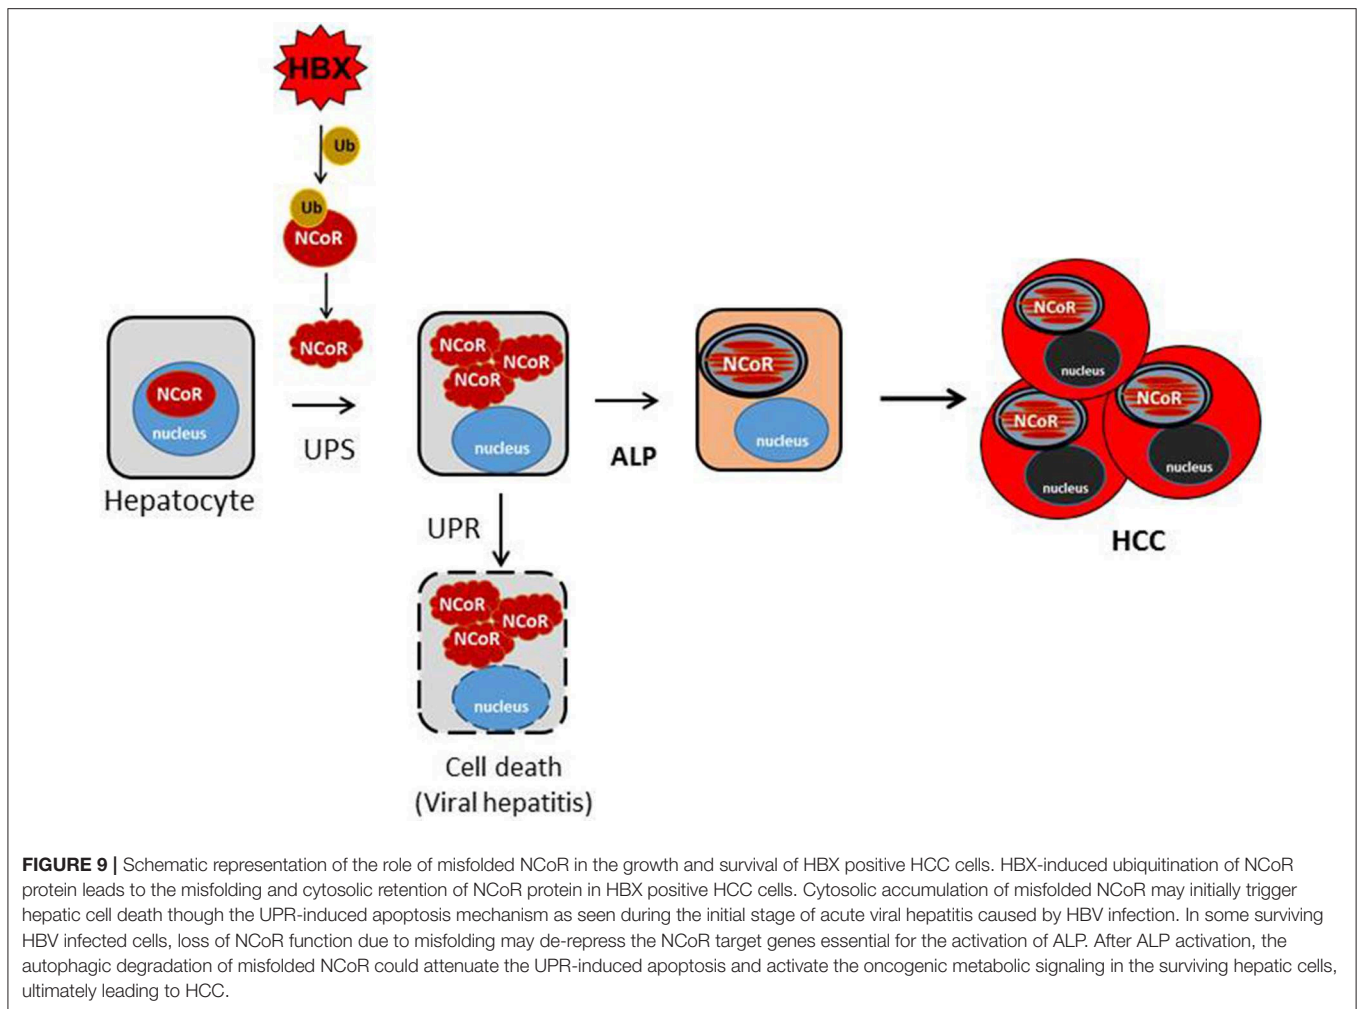 HBX
Ub
Ub
NCoR
NCoR
NCoR
nucleus
Hepatocyte
UPS
NCoR
NCoR
NCoR
nucleus
ALP
NCoR
nucleus
NCoR
nucleus
NCoR
nucleus
NCoR
nucleus
HCC
UPR
NCoR
NCoR
NCoR
nucleus
Cell death
(Viral hepatitis)
FIGURE 9 | Schematic representation of the role of misfolded NCoR in the growth and survival of HBX positive HCC cells. HBX-induced ubiquitination of NCoR
protein leads to the misfolding and cytosolic retention of NCoR protein in HBX positive HCC cells. Cytosolic accumulation of misfolded NCoR may initially trigger
hepatic cell death though the UPR-induced apoptosis mechanism as seen during the initial stage of acute viral hepatitis caused by HBV infection. In some surviving
HBV infected cells, loss of NCoR function due to misfolding may de-repress the NCoR target genes essential for the activation of ALP. After ALP activation, the
autophagic degradation of misfolded NCoR could attenuate the UPR-induced apoptosis and activate the oncogenic metabolic signaling in the surviving hepatic cells,
ultimately leading to HCC.